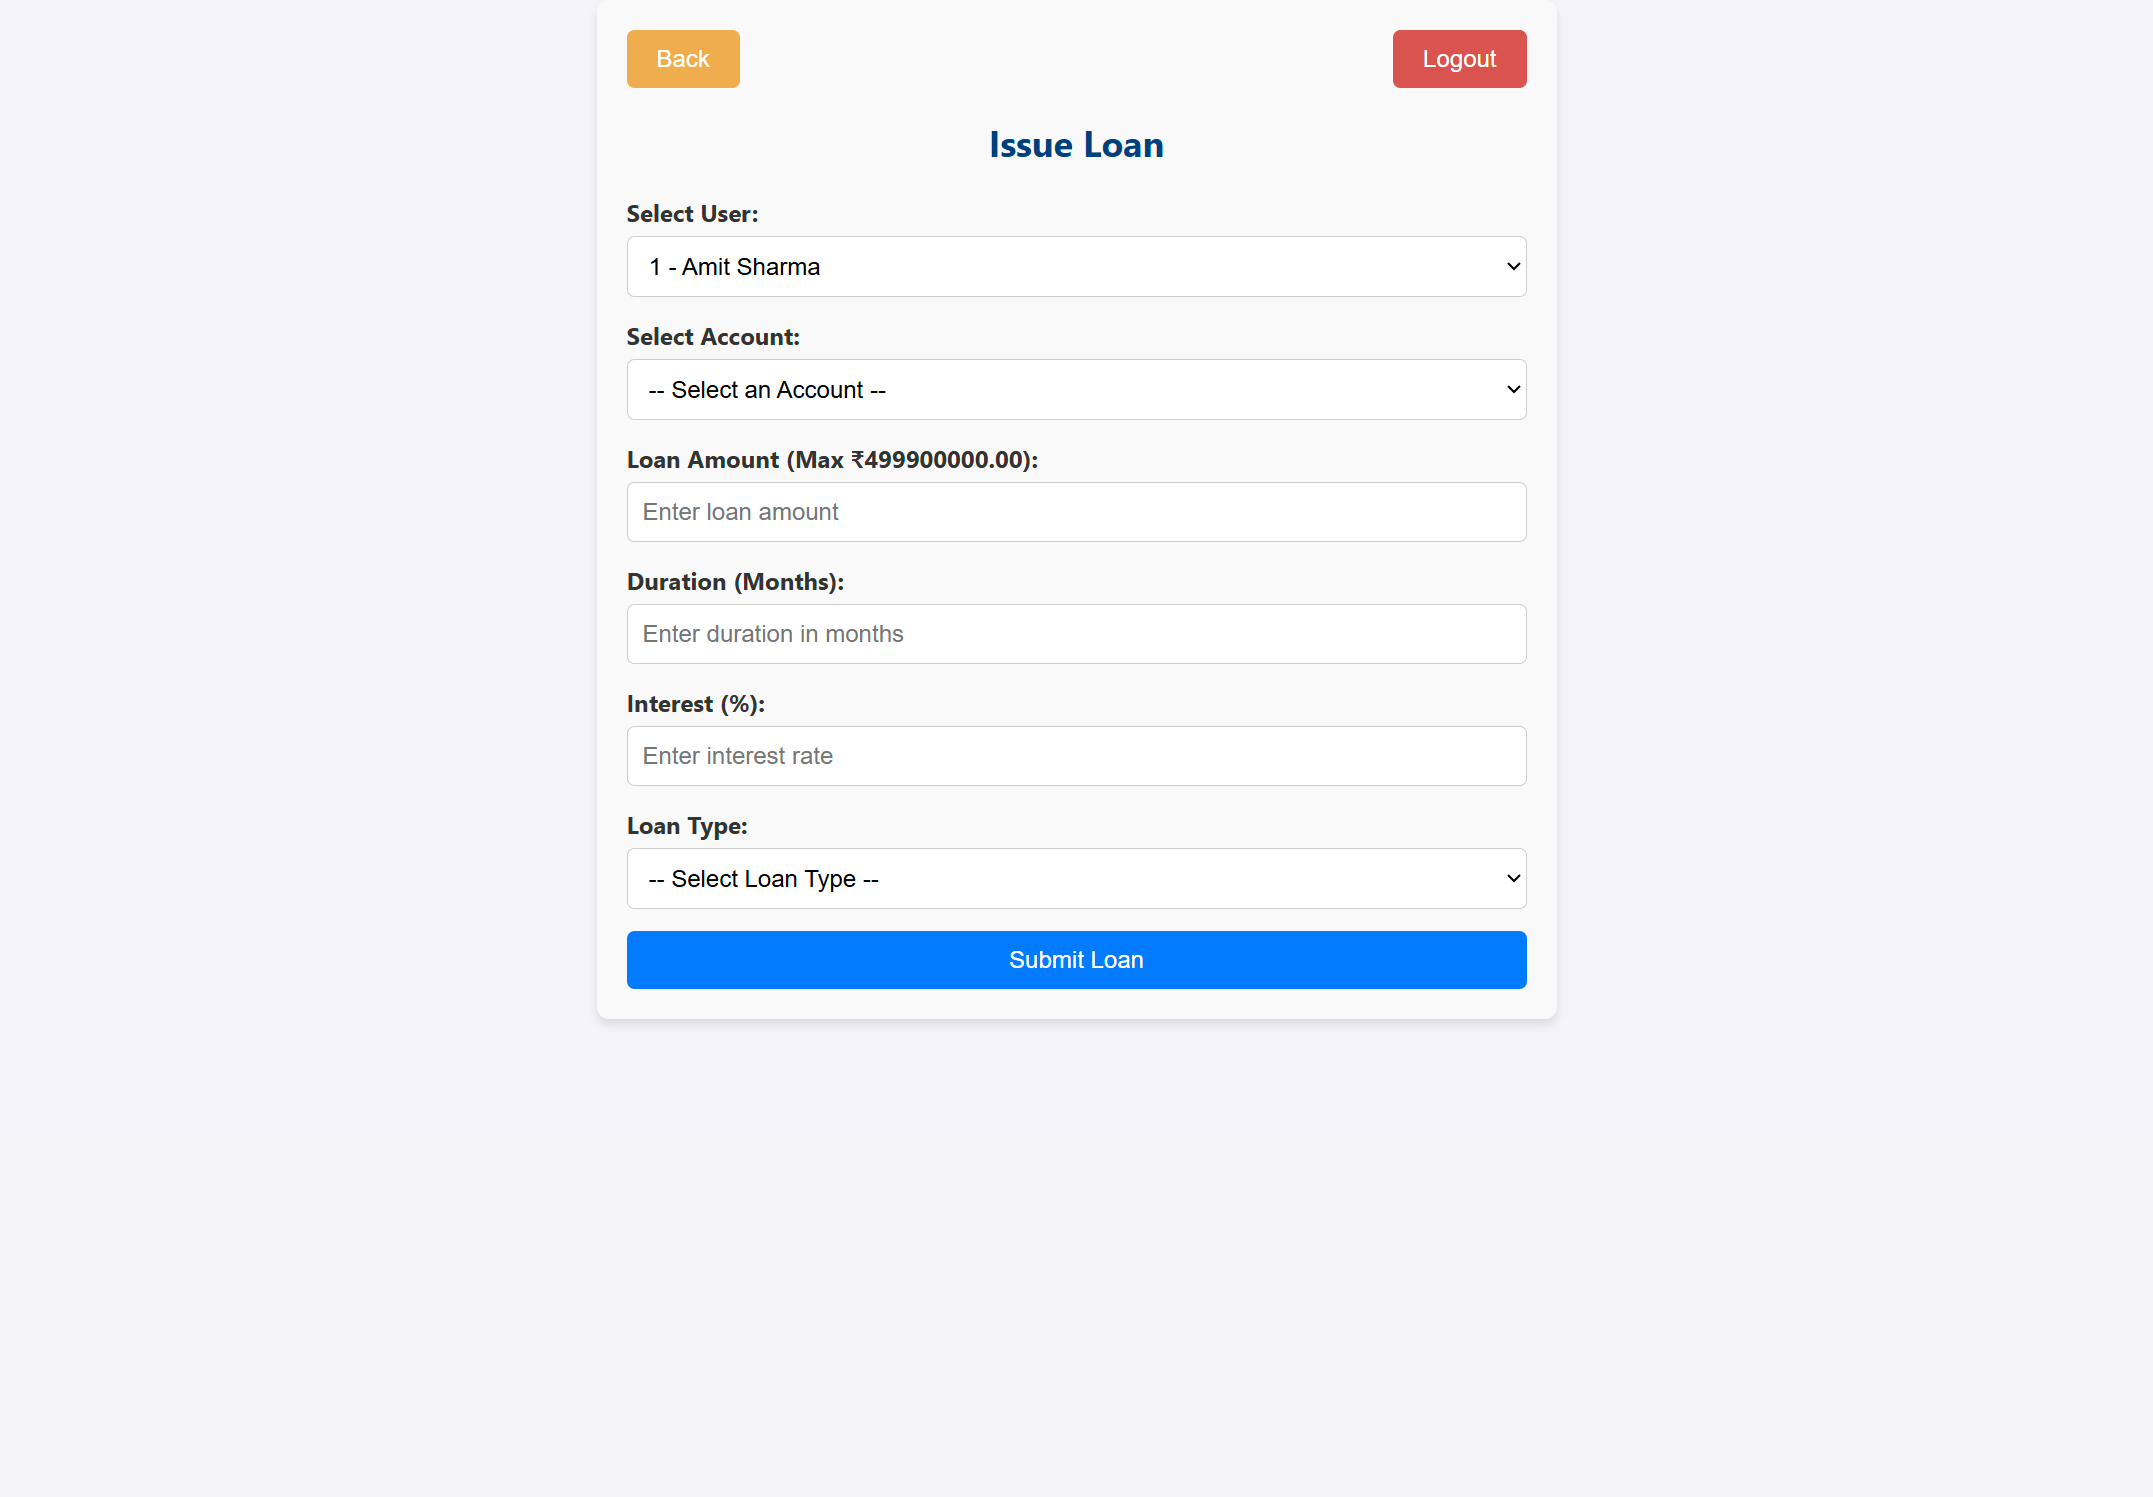 Back
Logout
Issue Loan
Select User:
1 - Amit Sharma
Select Account:
-- Select an Account --
Loan Amount (Max ₹499900000.00):
Enter loan amount
Duration (Months):
Enter duration in months
Interest (%):
Enter interest rate
Loan Type:
-- Select Loan Type --
Submit Loan